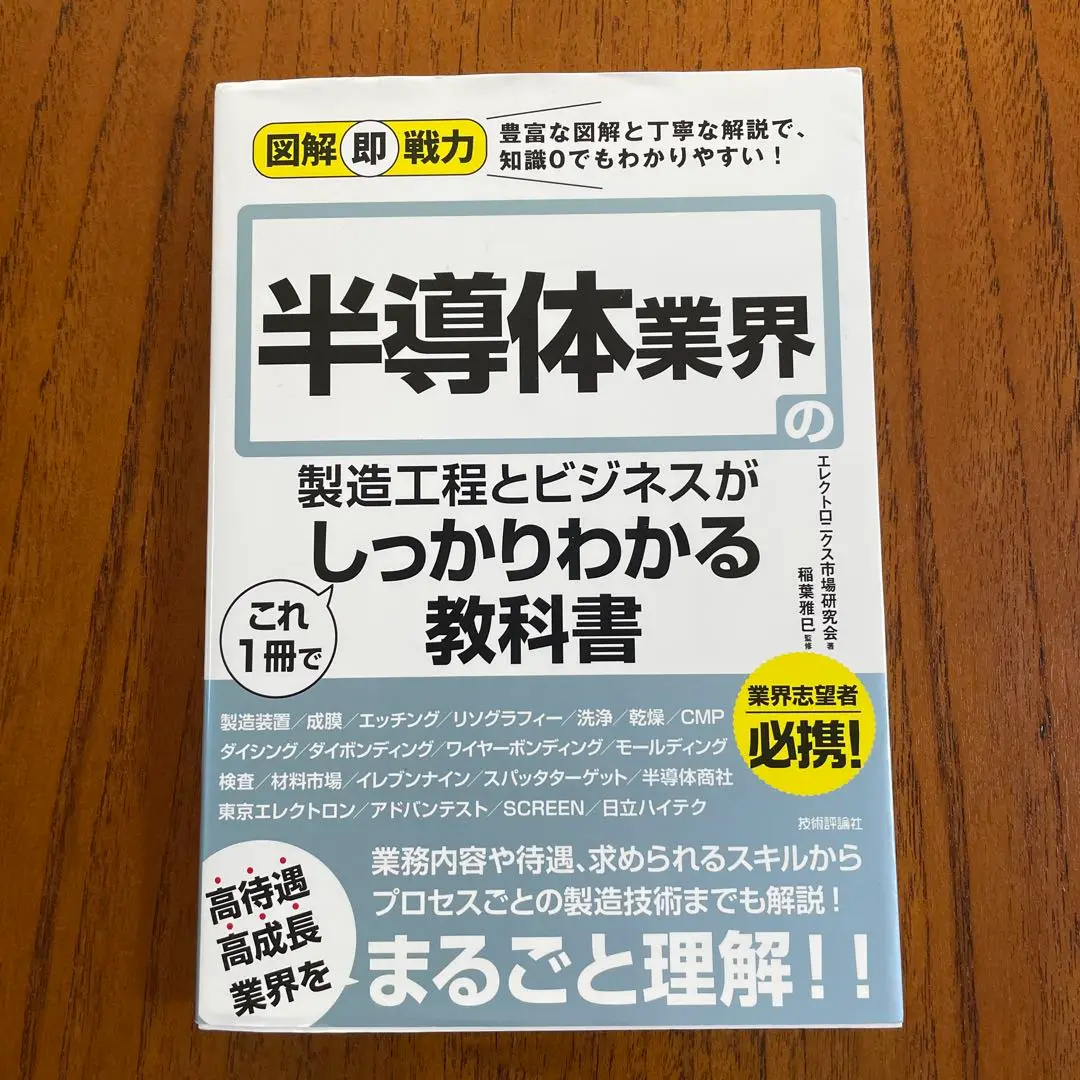 図解即戦力
豊富な図解と丁寧な解説で、
知識0でもわかりやすい！
半導体業界
の
製造工程とビジネスが
しっかりわかる
教科書
これ
1冊で
エレクトロニクス市場研究会 著
稲葉雅巳 監修
業界志望者
必携！
製造装置／成膜／エッチング／リソグラフィー／洗浄／乾燥／CMP
ダイシング／ダイボンディング／ワイヤーボンディング／モールディング
検査／材料市場／イレブンナイン／スパッタターゲット／半導体商社
東京エレクトロン／アドバンテスト／SCREEN／日立ハイテク
技術評論社
高待遇
高成長
業界を
業務内容や待遇、求められるスキルから
プロセスごとの製造技術までも解説！
まるごと理解！！